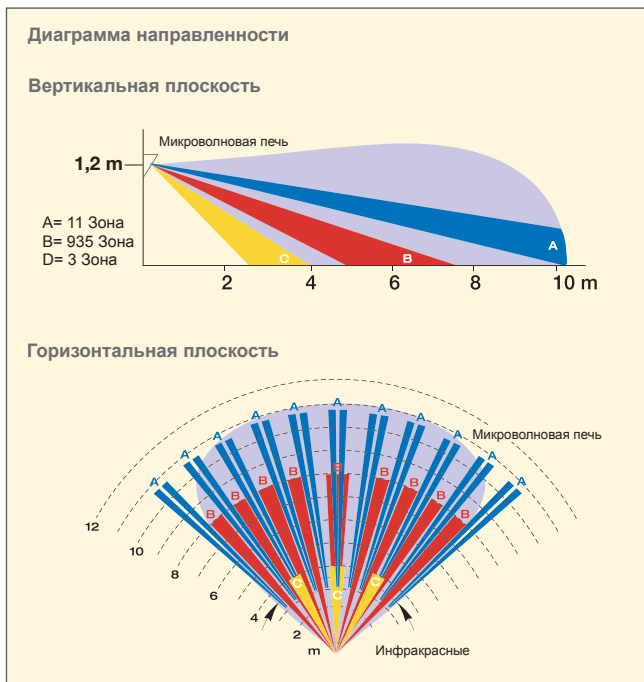 Диаграмма направленности
Вертикальная плоскость
Микроволновая печь
1,2 m
A= 11 Зона
B= 935 Зона
D= 3 Зона
A
B
C
2 4 6 8 10 m
Горизонтальная плоскость
A A A A A A A A A A A
Микроволновая печь
B B B B B B B B B
C C C
12
10
8
6
4
2
m
Инфракрасные